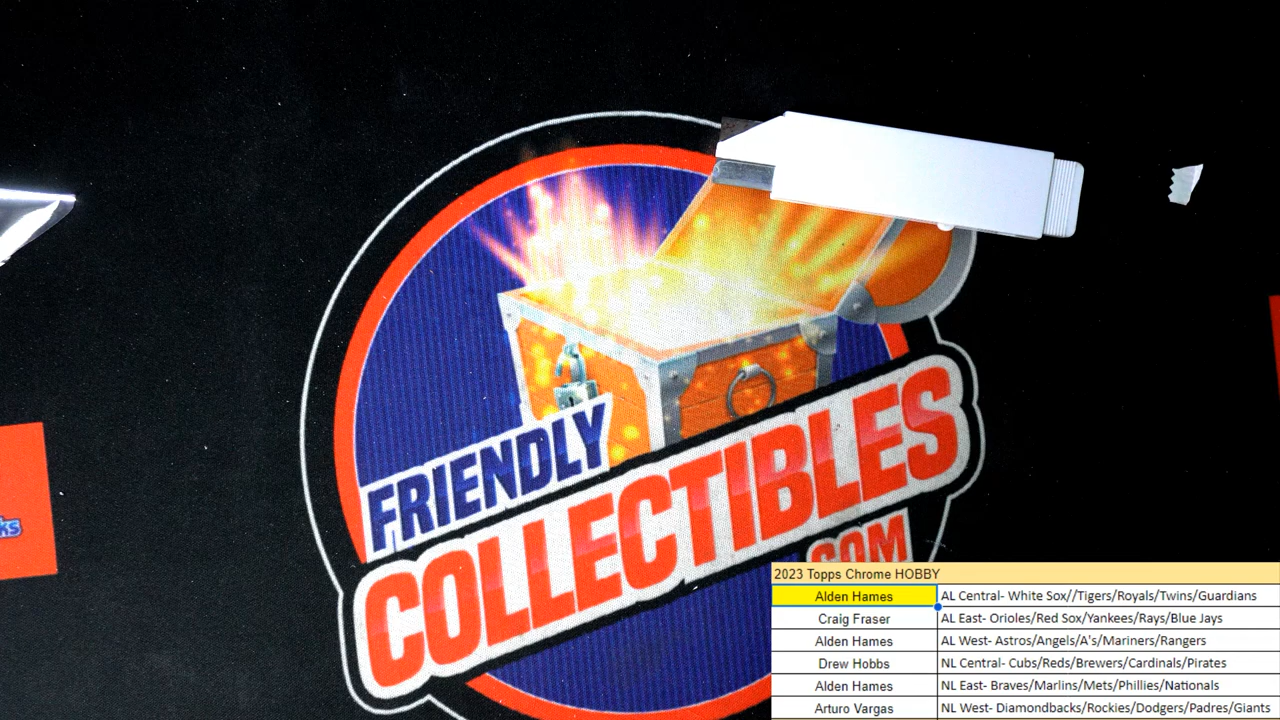 FRIENDLY
COLLECTIBLES
.COM
ks
2023 Topps Chrome HOBBY
Alden Hames AL Central- White Sox//Tigers/Royals/Twins/Guardians
Craig Fraser AL East- Orioles/Red Sox/Yankees/Rays/Blue Jays
Alden Hames AL West- Astros/Angels/A's/Mariners/Rangers
Drew Hobbs NL Central- Cubs/Reds/Brewers/Cardinals/Pirates
Alden Hames NL East- Braves/Marlins/Mets/Phillies/Nationals
Arturo Vargas NL West- Diamondbacks/Rockies/Dodgers/Padres/Giants